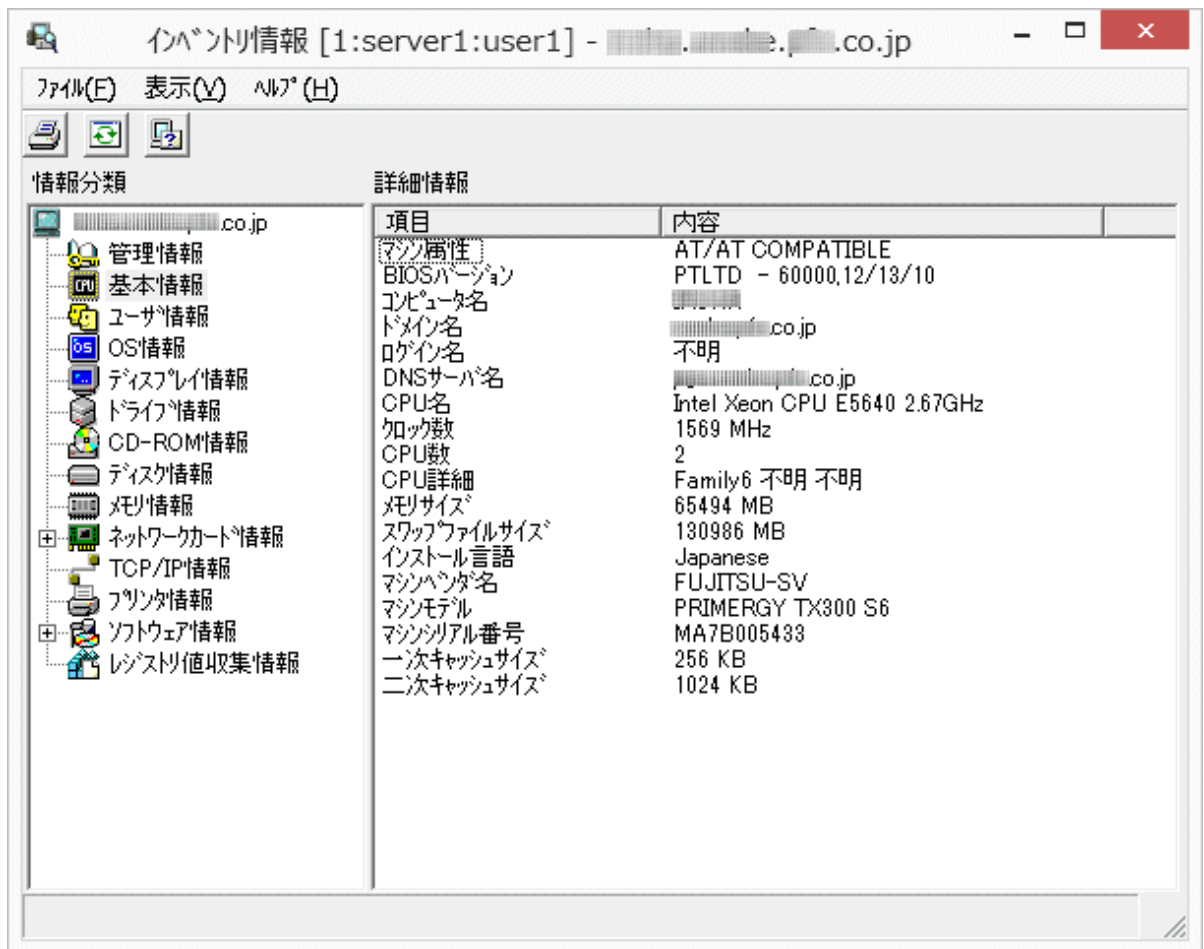 インベントリ情報 [1:server1:user1] - .co.jp
ファイル(F) 表示(V) ヘルプ(H)
情報分類
.co.jp
管理情報
基本情報
ユーザ情報
OS情報
ディスプレイ情報
ドライブ情報
CD-ROM情報
ディスク情報
メモリ情報
ネットワークカード情報
TCP/IP情報
プリンタ情報
ソフトウェア情報
レジストリ値収集情報
詳細情報
項目 内容
マシン属性 AT/AT COMPATIBLE
BIOSバージョン PTLTD - 60000,12/13/10
コンピュータ名
ドメイン名 .co.jp
ログイン名 不明
DNSサーバ名 .co.jp
CPU名 Intel Xeon CPU E5640 2.67GHz
クロック数 1569 MHz
CPU数 2
CPU詳細 Family6 不明 不明
メモリサイズ 65494 MB
スワップファイルサイズ 130986 MB
インストール言語 Japanese
マシンベンダ名 FUJITSU-SV
マシンモデル PRIMERGY TX300 S6
マシンシリアル番号 MA7B005433
一次キャッシュサイズ 256 KB
二次キャッシュサイズ 1024 KB